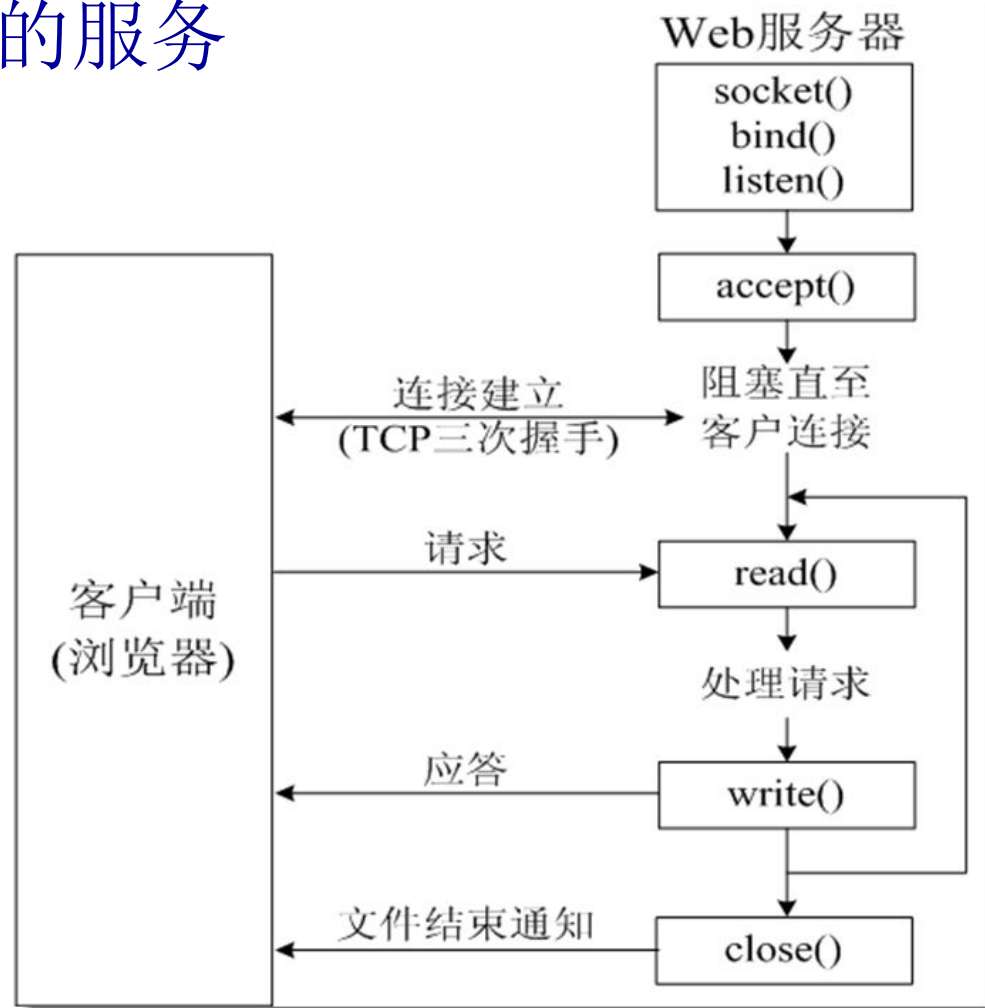 的服务
Web服务器
socket()
bind()
listen()
accept()
阻塞直至
客户连接
连接建立
(TCP三次握手)
请求
read()
客户端
(浏览器)
处理请求
应答
write()
文件结束通知
close()